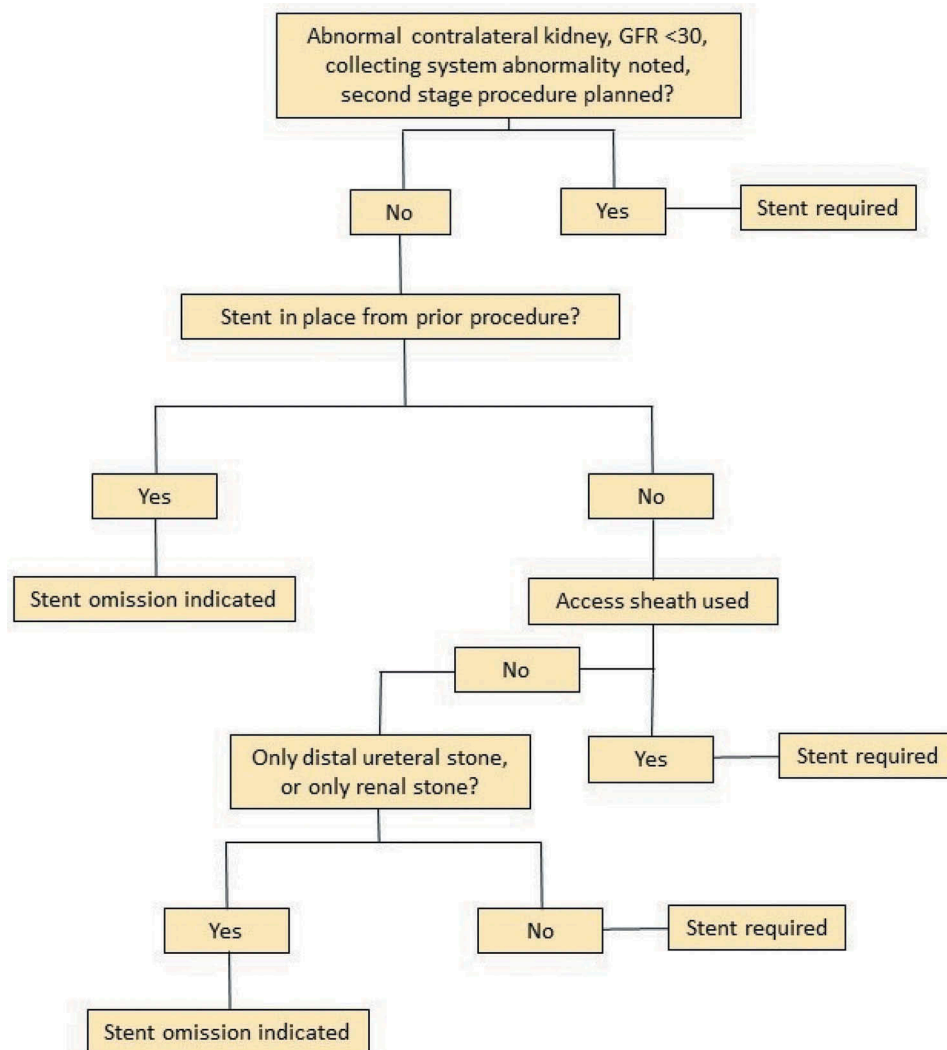 Abnormal contralateral kidney, GFR <30,
collecting system abnormality noted,
second stage procedure planned?
No
Yes
Stent required
Stent in place from prior procedure?
Yes
No
Stent omission indicated
Access sheath used
No
Only distal ureteral stone,
or only renal stone?
Yes
Stent required
Yes
No
Stent required
Stent omission indicated